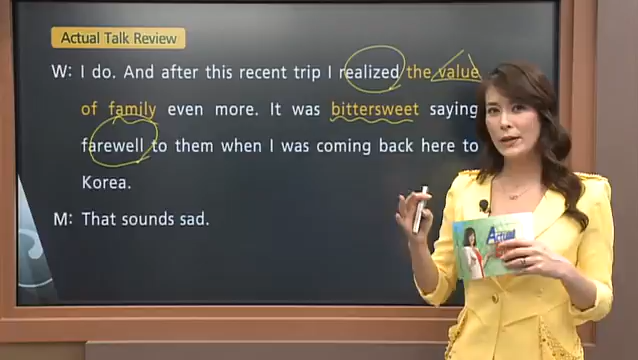 Actual Talk Review
W: I do. And after this recent trip I realized the value
of family even more. It was bittersweet saying
farewell to them when I was coming back here to
Korea.
M: That sounds sad.
Actual